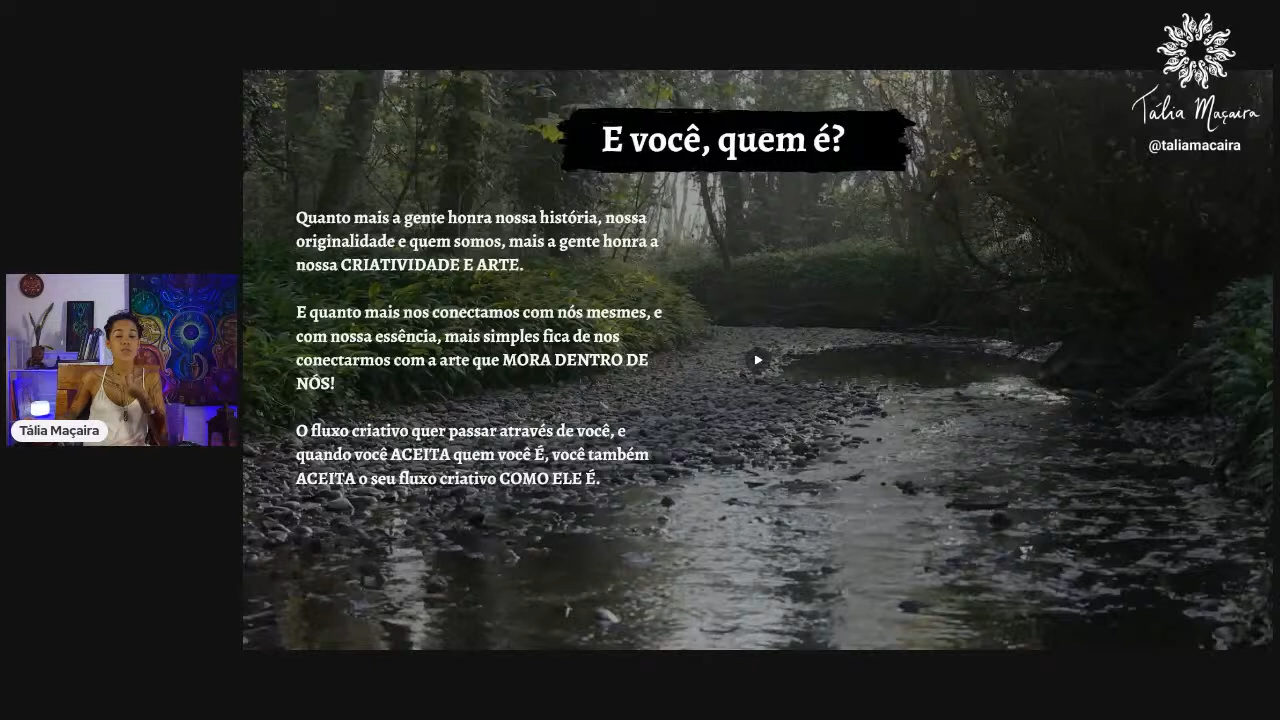 Tália Maçaira
@taliamacaira
E você, quem é?
Quanto mais a gente honra nossa história, nossa
originalidade e quem somos, mais a gente honra a
nossa CRIATIVIDADE E ARTE.
E quanto mais nos conectamos com nós mesmes, e
com nossa essência, mais simples fica de nos
conectarmos com a arte que MORA DENTRO DE
NÓS!
O fluxo criativo quer passar através de você, e
quando você ACEITA quem você É, você também
ACEITA o seu fluxo criativo COMO ELE É.
Tália Maçaira